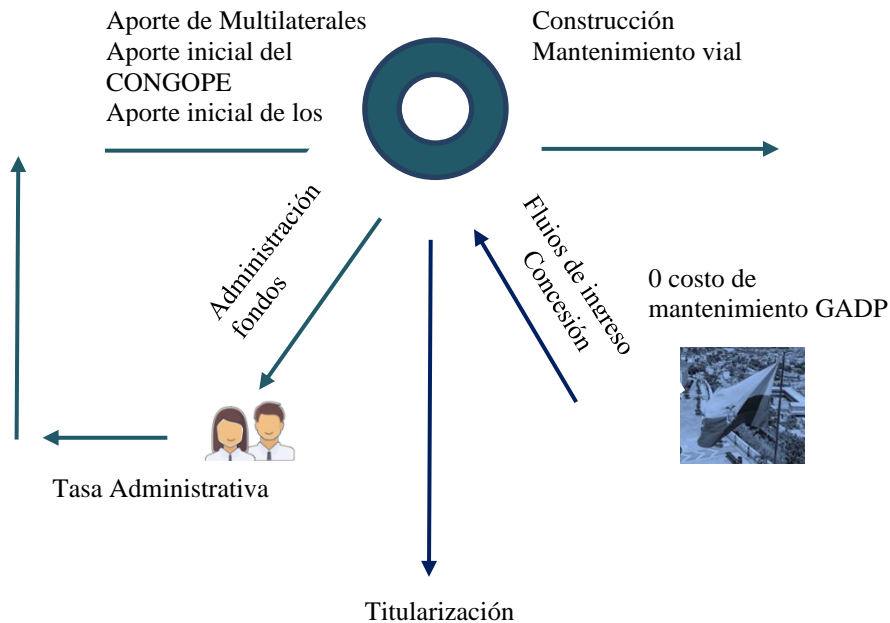 Aporte de Multilaterales
Aporte inicial del
CONGOPE
Aporte inicial de los
Construcción
Mantenimiento vial
Administración
fondos
Flujos de ingreso
Concesión
0 costo de
mantenimiento GADP
Tasa Administrativa
Titularización